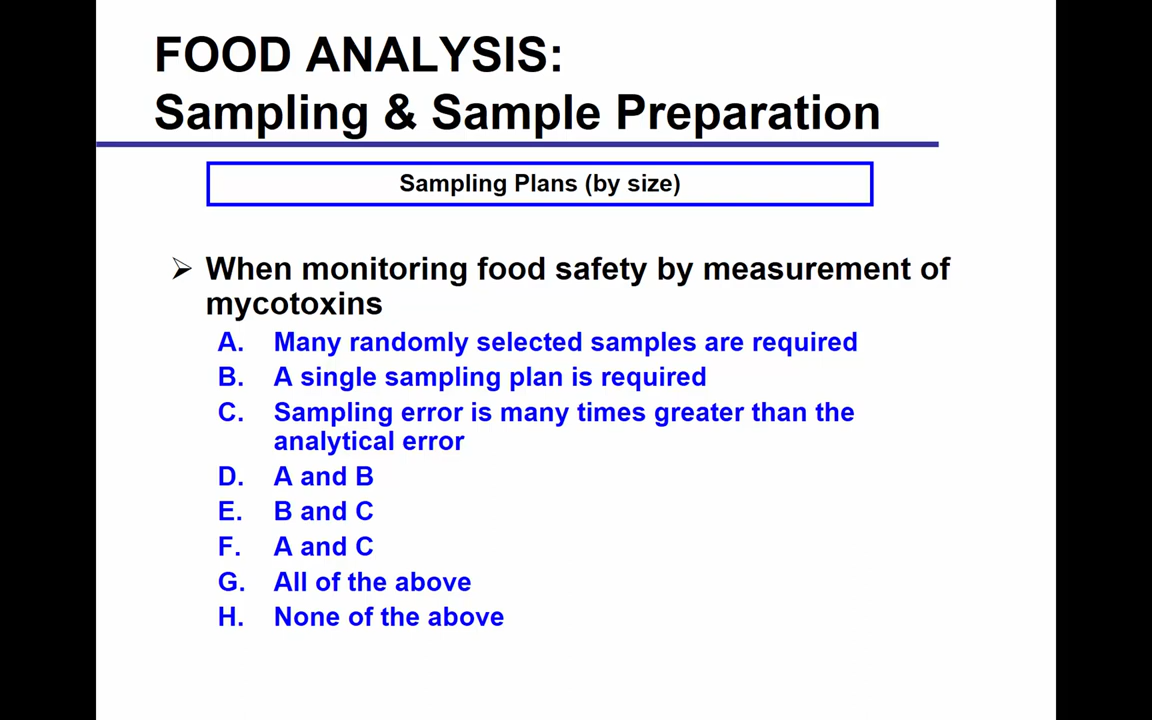 FOOD ANALYSIS:
Sampling & Sample Preparation
Sampling Plans (by size)
➢ When monitoring food safety by measurement of
mycotoxins
A. Many randomly selected samples are required
B. A single sampling plan is required
C. Sampling error is many times greater than the
analytical error
D. A and B
E. B and C
F. A and C
G. All of the above
H. None of the above